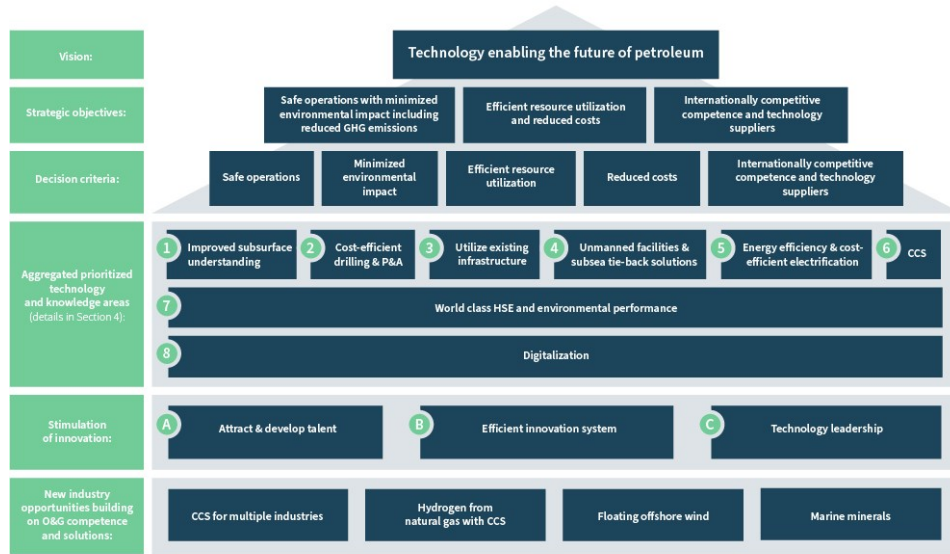 Vision:
Technology enabling the future of petroleum
Strategic objectives:
Safe operations with minimized
environmental impact including
reduced GHG emissions
Efficient resource utilization
and reduced costs
Internationally competitive
competence and technology
suppliers
Decision criteria:
Safe operations
Minimized
environmental
impact
Efficient resource
utilization
Reduced costs
Internationally competitive
competence and technology
suppliers
Aggregated prioritized
technology
and knowledge areas
(details in Section 4):
1
Improved subsurface
understanding
2
Cost-efficient
drilling & P&A
3
Utilize existing
infrastructure
4
Unmanned facilities &
subsea tie-back solutions
5
Energy efficiency & cost-
efficient electrification
6
CCS
7
World class HSE and environmental performance
8
Digitalization
Stimulation
of innovation:
A
Attract & develop talent
B
Efficient innovation system
C
Technology leadership
New industry
opportunities building
on O&G competence
and solutions:
CCS for multiple industries
Hydrogen from
natural gas with CCS
Floating offshore wind
Marine minerals